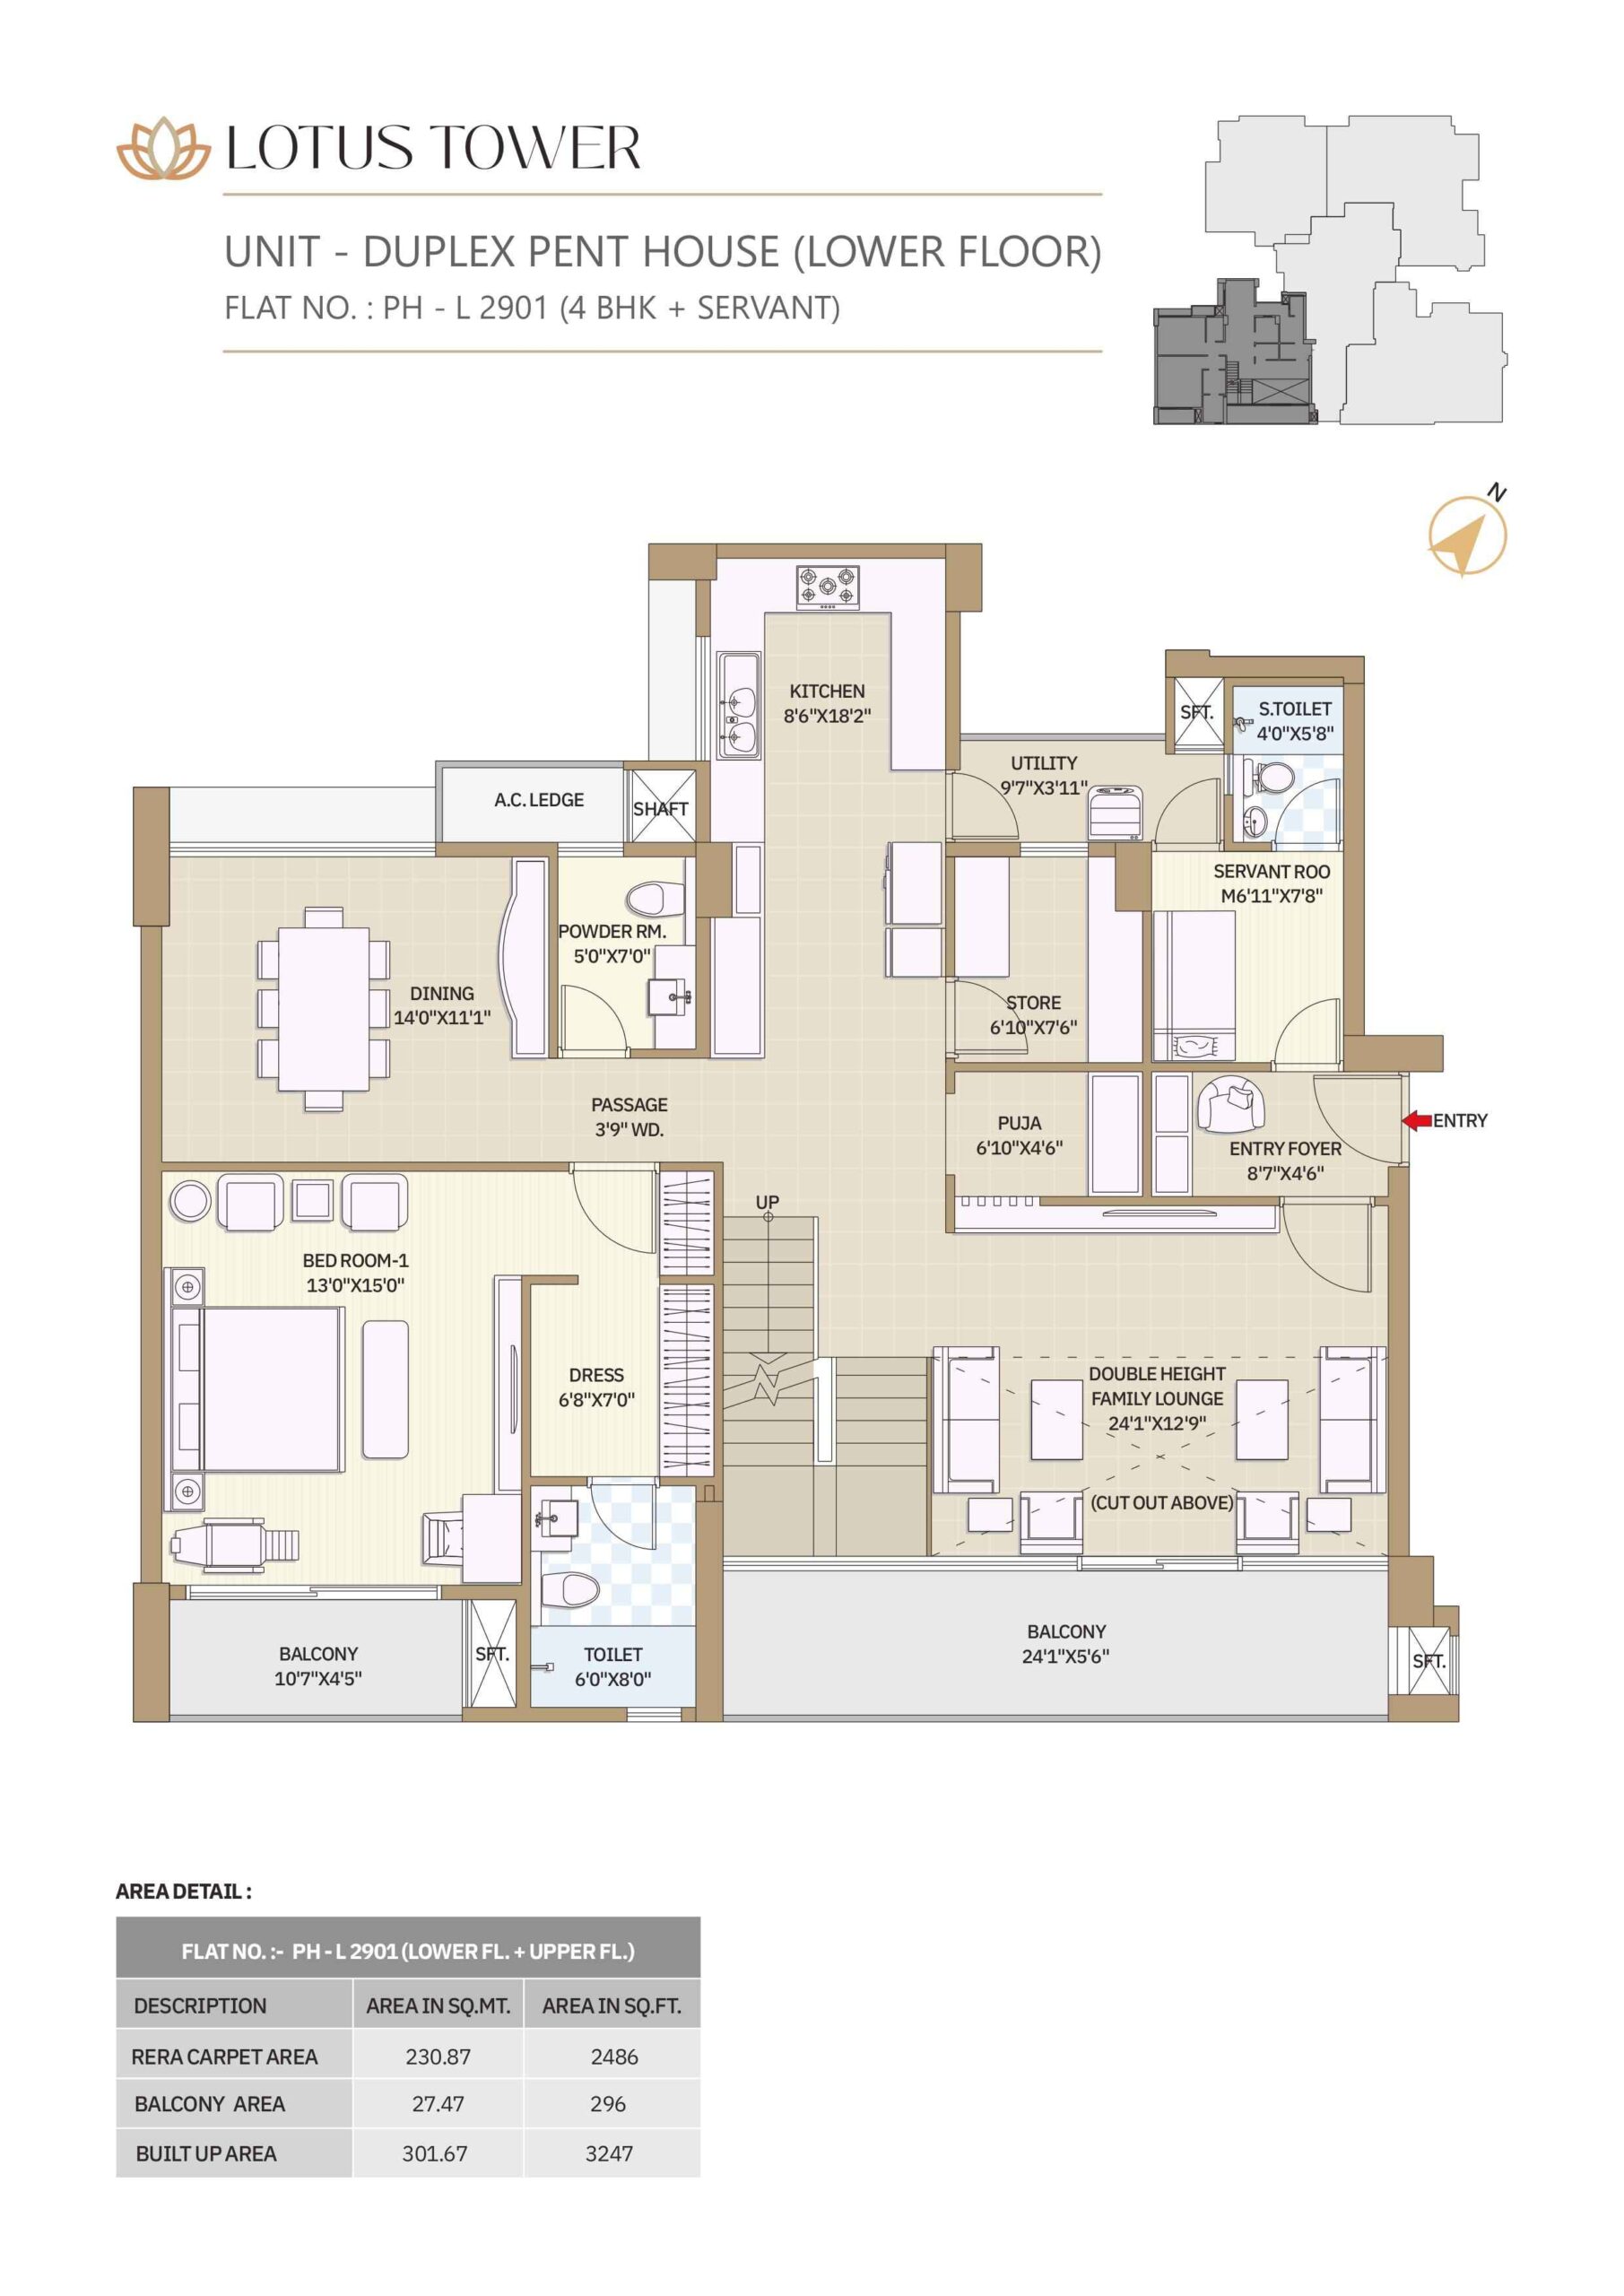 LOTUS TOWER
UNIT - DUPLEX PENT HOUSE (LOWER FLOOR)
FLAT NO. : PH - L 2901 (4 BHK + SERVANT)
N
KITCHEN
8'6"X18'2"
SFT.
S.TOILET
4'0"X5'8"
UTILITY
9'7"X3'11"
A.C. LEDGE
SHAFT
SERVANT ROO
M6'11"X7'8"
POWDER RM.
5'0"X7'0"
DINING
14'0"X11'1"
STORE
6'10"X7'6"
PASSAGE
3'9" WD.
PUJA
6'10"X4'6"
ENTRY
ENTRY FOYER
8'7"X4'6"
UP
BED ROOM-1
13'0"X15'0"
DRESS
6'8"X7'0"
DOUBLE HEIGHT
FAMILY LOUNGE
24'1"X12'9"
(CUT OUT ABOVE)
BALCONY
10'7"X4'5"
SFT.
TOILET
6'0"X8'0"
BALCONY
24'1"X5'6"
SFT.
AREA DETAIL :
FLAT NO. :- PH - L 2901 (LOWER FL. + UPPER FL.)
DESCRIPTION AREA IN SQ.MT. AREA IN SQ.FT.
RERA CARPET AREA 230.87 2486
BALCONY AREA 27.47 296
BUILT UP AREA 301.67 3247